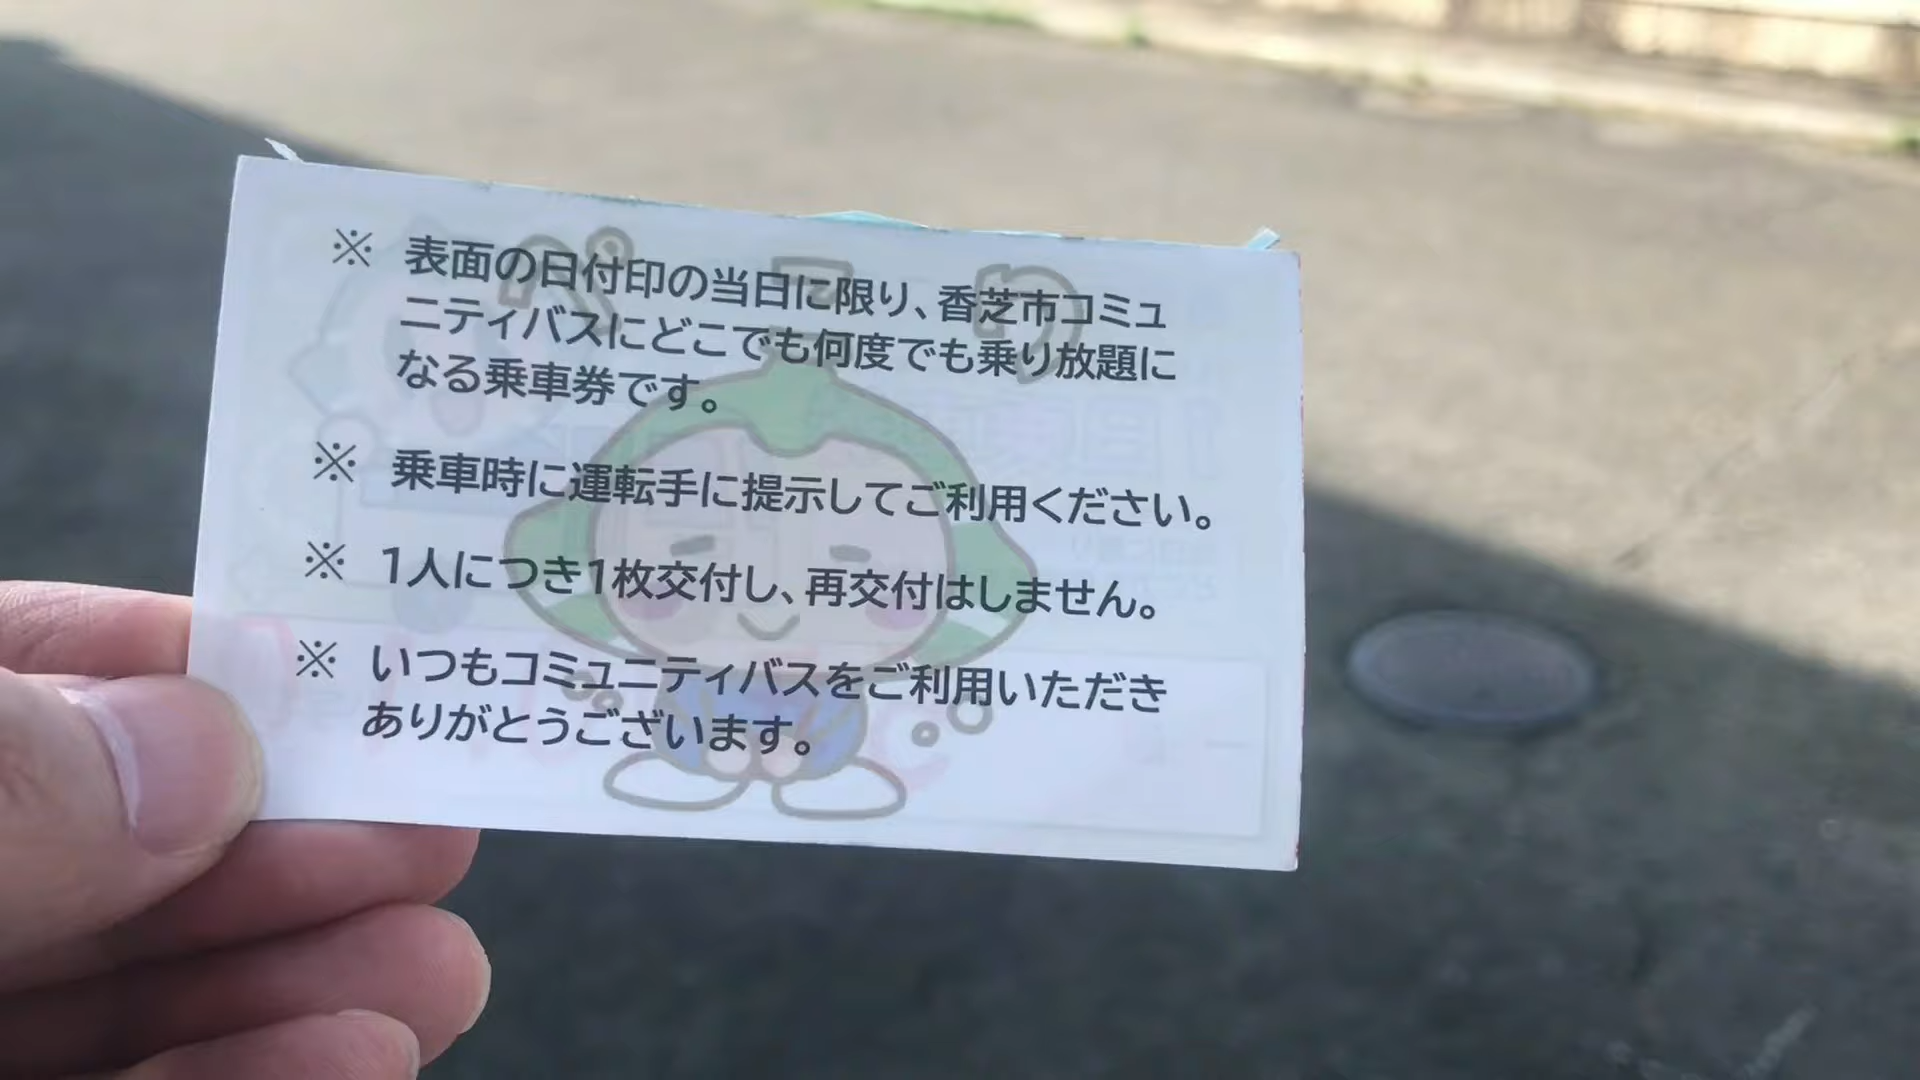 ※ 表面の日付印の当日に限り、香芝市コミュ
ニティバスにどこでも何度でも乗り放題に
なる乗車券です。
※ 乗車時に運転手に提示してご利用ください。
※ 1人につき1枚交付し、再交付はしません。
※ いつもコミュニティバスをご利用いただき
ありがとうございます。